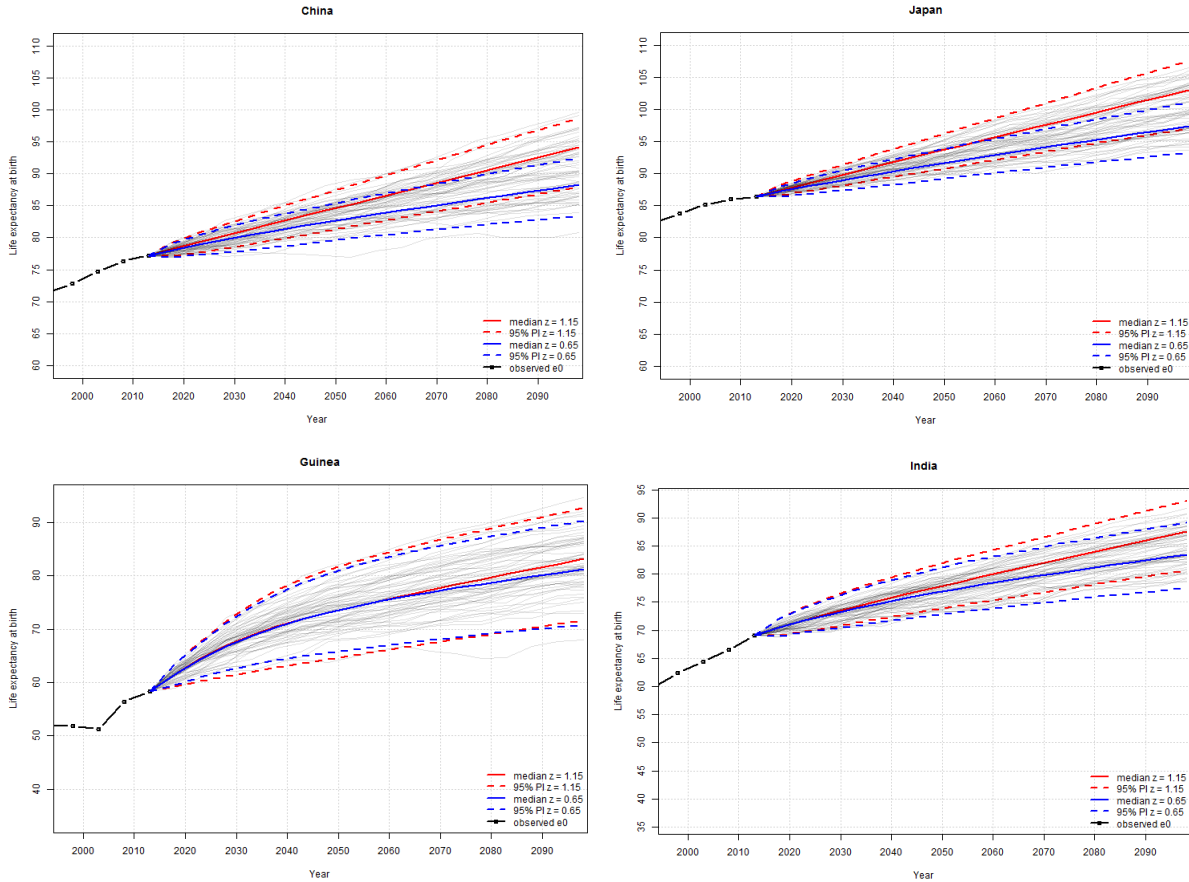 China
110
105
100
95
90
85
80
75
70
65
60
Life expectancy at birth
2000 2010 2020 2030 2040 2050 2060 2070 2080 2090
Year
median z = 1.15
95% PI z = 1.15
median z = 0.65
95% PI z = 0.65
observed e0
Japan
110
105
100
95
90
85
80
75
70
65
60
Life expectancy at birth
2000 2010 2020 2030 2040 2050 2060 2070 2080 2090
Year
median z = 1.15
95% PI z = 1.15
median z = 0.65
95% PI z = 0.65
observed e0
Guinea
90
80
70
60
50
40
Life expectancy at birth
2000 2010 2020 2030 2040 2050 2060 2070 2080 2090
Year
median z = 1.15
95% PI z = 1.15
median z = 0.65
95% PI z = 0.65
observed e0
India
95
90
85
80
75
70
65
60
55
50
45
40
35
Life expectancy at birth
2000 2010 2020 2030 2040 2050 2060 2070 2080 2090
Year
median z = 1.15
95% PI z = 1.15
median z = 0.65
95% PI z = 0.65
observed e0